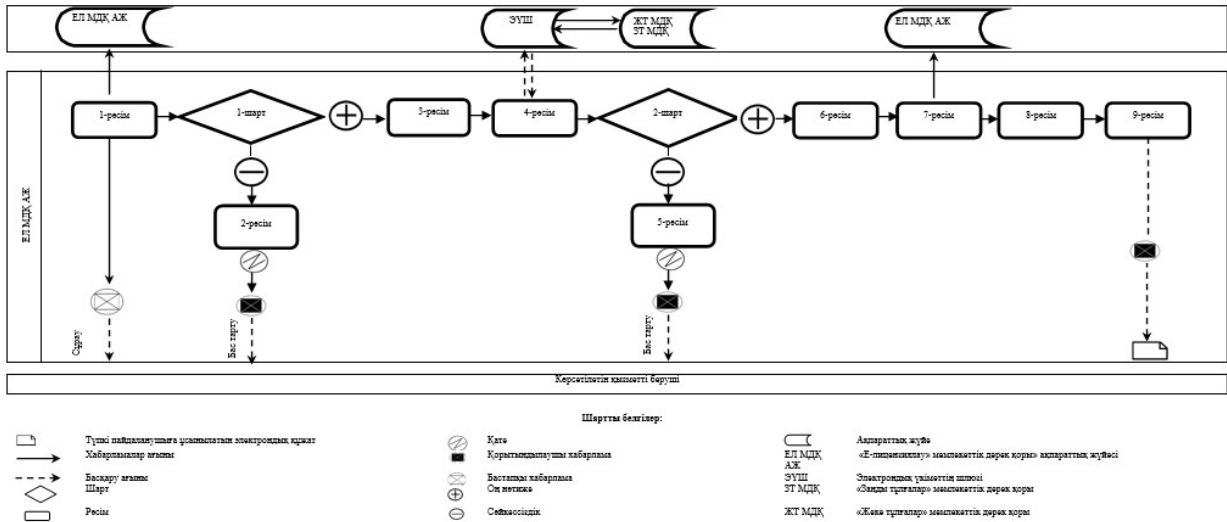 ЕЛ МДҚ АЖ
ЭҮШ
ЖТ МДҚ
ЗТ МДҚ
ЕЛ МДҚ АЖ
ЕЛ МДҚ АЖ
1-рәсім
1-шарт
3-рәсім
4-рәсім
2-шарт
6-рәсім
7-рәсім
8-рәсім
9-рәсім
2-рәсім
5-рәсім
Сұрау
Бас тарту
Бас тарту
Көрсетілетін қызметті беруші
Шартты белгілер:
Түпкі пайдаланушыға ұсынылатын электрондық құжат
Хабарламалар ағыны
Басқару ағыны
Шарт
Рәсім
Қате
Қорытындылаушы хабарлама
Бастапқы хабарлама
Оң нәтиже
Сәйкессіздік
Ақпараттық жүйе
ЕЛ МДҚ АЖ «Е-лицензиялау» мемлекеттік дерек қоры» ақпараттық жүйесі
ЭҮШ Электрондық үкіметтің шлюзі
ЗТ МДҚ «Заңды тұлғалар» мемлекеттік дерек қоры
ЖТ МДҚ «Жеке тұлғалар» мемлекеттік дерек қоры